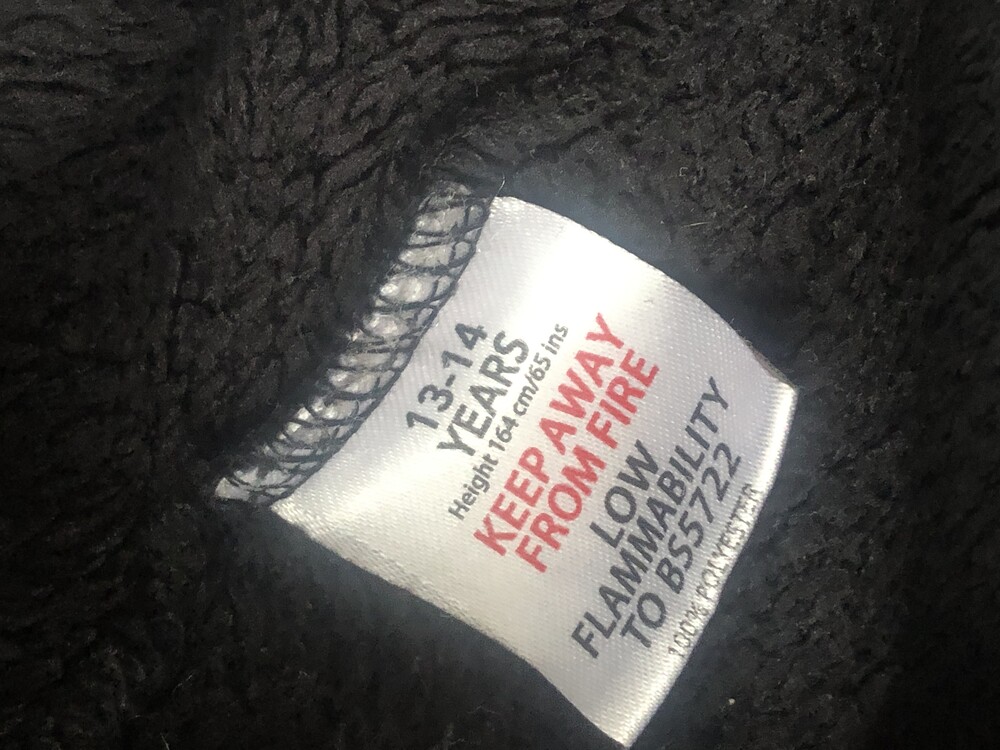 13-14
YEARS
Height 164 cm/65 ins
KEEP AWAY
FROM FIRE
LOW
FLAMMABILITY
TO BS5722
100% POLYESTER